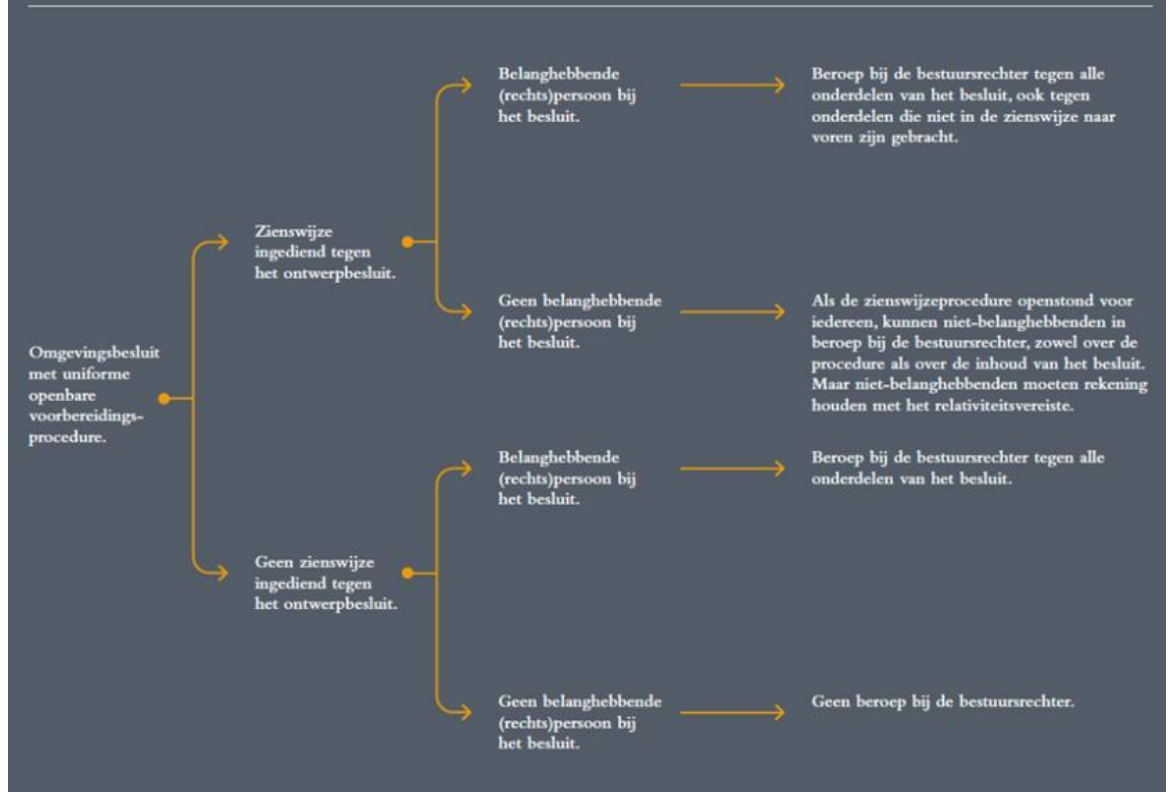 Omgevingsbesluit
met uniforme
openbare
voorbereidings-
procedure.
Zienswijze
ingediend tegen
het ontwerpbesluit.
Belanghebbende
(rechts)persoon bij
het besluit.
Beroep bij de bestuursrechter tegen alle
onderdelen van het besluit, ook tegen
onderdelen die niet in de zienswijze naar
voren zijn gebracht.
Geen belanghebbende
(rechts)persoon bij
het besluit.
Als de zienswijzeprocedure openstond voor
iedereen, kunnen niet-belanghebbenden in
beroep bij de bestuursrechter, zowel over de
procedure als over de inhoud van het besluit.
Maar niet-belanghebbenden moeten rekening
houden met het relativiteitsvereiste.
Geen zienswijze
ingediend tegen
het ontwerpbesluit.
Belanghebbende
(rechts)persoon bij
het besluit.
Beroep bij de bestuursrechter tegen alle
onderdelen van het besluit.
Geen belanghebbende
(rechts)persoon bij
het besluit.
Geen beroep bij de bestuursrechter.